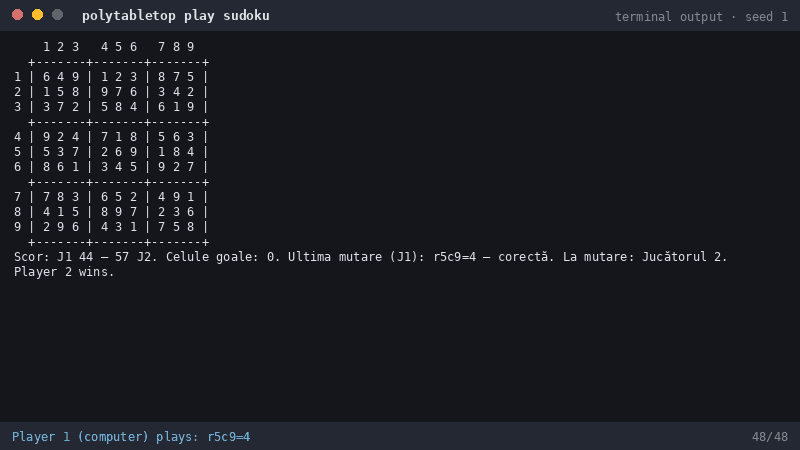 polytabletop play sudoku
terminal output · seed 1
    1 2 3   4 5 6   7 8 9
  +-------+-------+-------+
1 | 6 4 9 | 1 2 3 | 8 7 5 |
2 | 1 5 8 | 9 7 6 | 3 4 2 |
3 | 3 7 2 | 5 8 4 | 6 1 9 |
  +-------+-------+-------+
4 | 9 2 4 | 7 1 8 | 5 6 3 |
5 | 5 3 7 | 2 6 9 | 1 8 4 |
6 | 8 6 1 | 3 4 5 | 9 2 7 |
  +-------+-------+-------+
7 | 7 8 3 | 6 5 2 | 4 9 1 |
8 | 4 1 5 | 8 9 7 | 2 3 6 |
9 | 2 9 6 | 4 3 1 | 7 5 8 |
  +-------+-------+-------+
Scor: J1 44 — 57 J2. Celule goale: 0. Ultima mutare (J1): r5c9=4 — corectă. La mutare: Jucătorul 2.
Player 2 wins.
Player 1 (computer) plays: r5c9=4
48/48